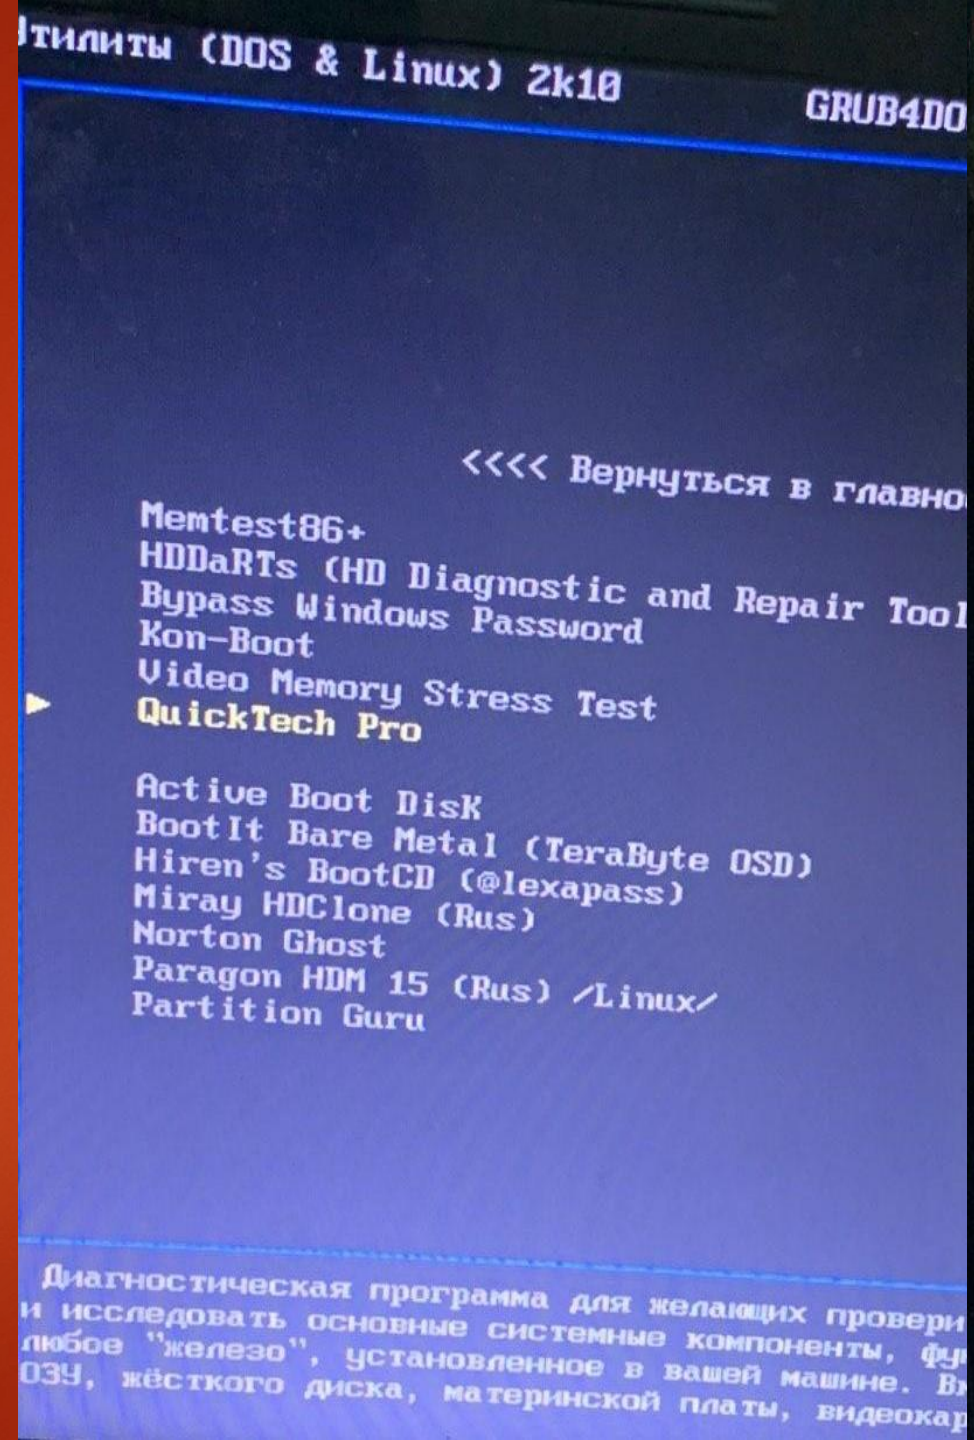 Утилиты (DOS & Linux) 2k10 GRUB4DO
<<<< Вернуться в главно
Memtest86+
HDDaRTs (HD Diagnostic and Repair Tool
Bypass Windows Password
Kon-Boot
Video Memory Stress Test
QuickTech Pro
Active Boot DisK
BootIt Bare Metal (TeraByte OSD)
Hiren's BootCD (@lexapass)
Miray HDClone (Rus)
Norton Ghost
Paragon HDM 15 (Rus) /Linux/
Partition Guru
Диагностическая программа для желающих провери
и исследовать основные системные компоненты, фу
любое "железо", установленное в вашей машине. Вк
ОЗУ, жёсткого диска, материнской платы, видеокар